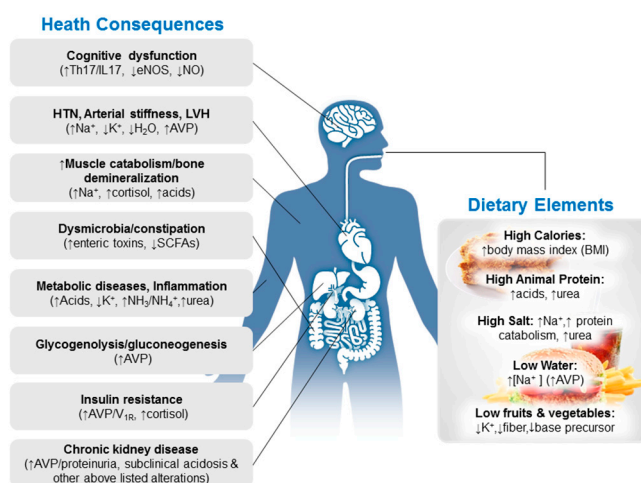 Heath Consequences
Cognitive dysfunction
(↑Th17/IL17, ↓eNOS, ↓NO)
HTN, Arterial stiffness, LVH
(↑Na⁺, ↓K⁺, ↓H₂O, ↑AVP)
↑Muscle catabolism/bone
demineralization
(↑Na⁺, ↑cortisol, ↑acids)
Dysmicrobia/constipation
(↑enteric toxins, ↓SCFAs)
Metabolic diseases, Inflammation
(↑Acids, ↓K⁺, ↑NH₃/NH₄⁺,↑urea)
Glycogenolysis/gluconeogenesis
(↑AVP)
Insulin resistance
(↑AVP/V₁R, ↑cortisol)
Chronic kidney disease
(↑AVP/proteinuria, subclinical acidosis &
other above listed alterations)
Dietary Elements
High Calories:
↑body mass index (BMI)
High Animal Protein:
↑acids, ↑urea
High Salt: ↑Na⁺,↑ protein
catabolism, ↑urea
Low Water:
↑[Na⁺ ] (↑AVP)
Low fruits & vegetables:
↓K⁺,↓fiber,↓base precursor